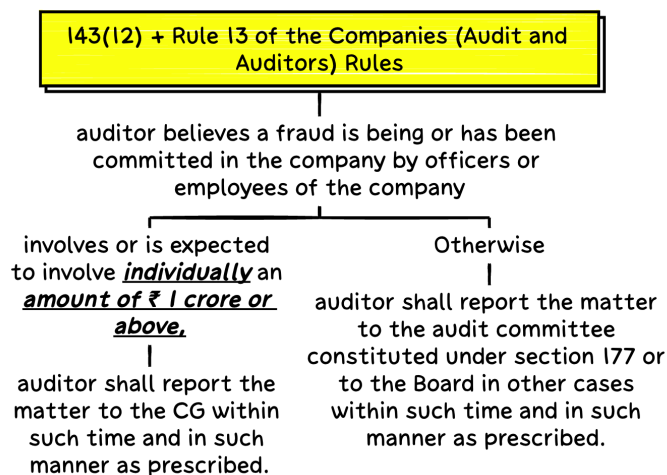 143(12) + Rule 13 of the Companies (Audit and
Auditors) Rules
auditor believes a fraud is being or has been
committed in the company by officers or
employees of the company
involves or is expected
to involve individually an
amount of ₹ 1 crore or
above,
auditor shall report the
matter to the CG within
such time and in such
manner as prescribed.
Otherwise
auditor shall report the matter
to the audit committee
constituted under section 177 or
to the Board in other cases
within such time and in such
manner as prescribed.